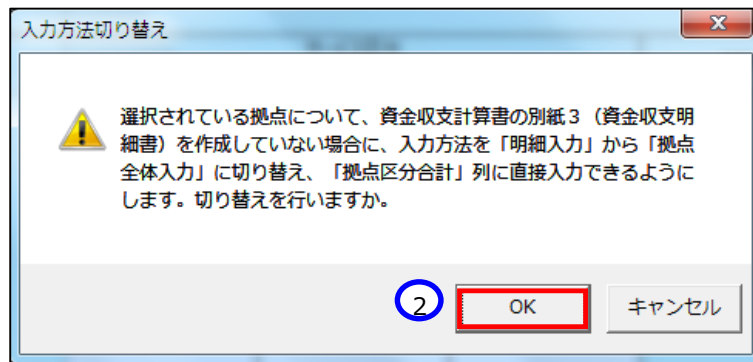 入力方法切り替え
x
選択されている拠点について、資金収支計算書の別紙３（資金収支明
細書）を作成していない場合に、入力方法を「明細入力」から「拠点
全体入力」に切り替え、「拠点区分合計」列に直接入力できるように
します。切り替えを行いますか。
2
OK
キャンセル